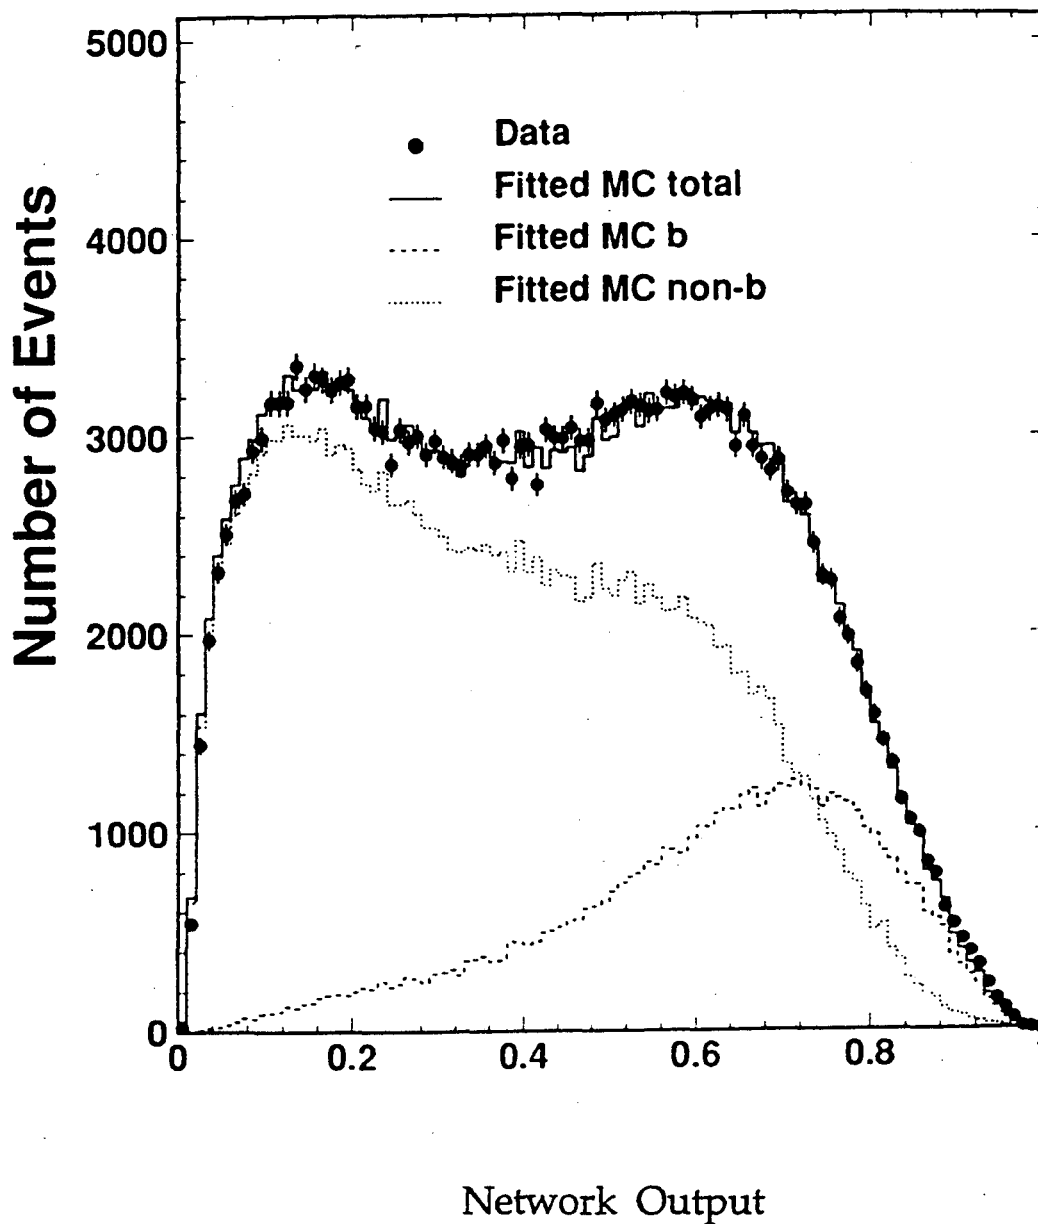 5000
4000
3000
2000
1000
0
Number of Events
Data
Fitted MC total
Fitted MC b
Fitted MC non-b
0
0.2
0.4
0.6
0.8
Network Output